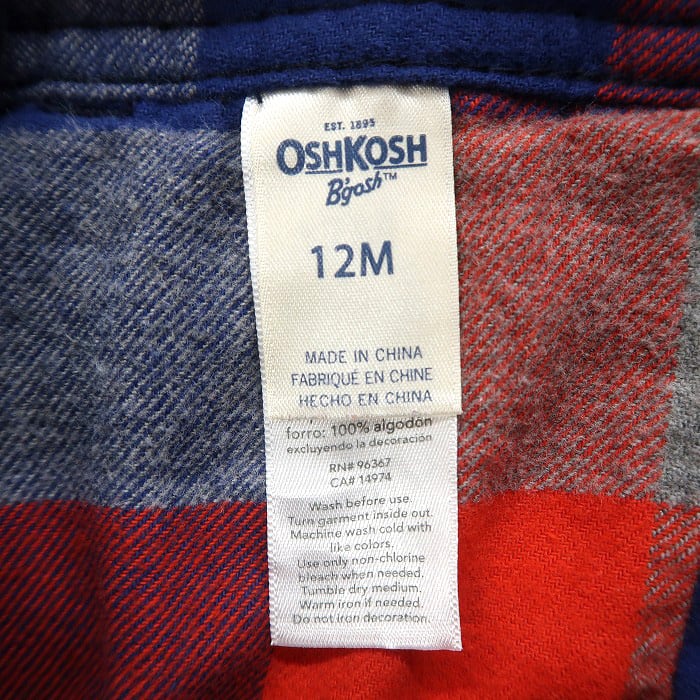 EST. 1895
OSHKOSH
B'gosh™
12M
MADE IN CHINA
FABRIQUÉ EN CHINE
HECHO EN CHINA
forro: 100% algodón
excluyendo la decoración
RN# 96367
CA# 14974
Wash before use.
Turn garment inside out.
Machine wash cold with
like colors.
Use only non-chlorine
bleach when needed.
Tumble dry medium.
Warm iron if needed.
Do not iron decoration.